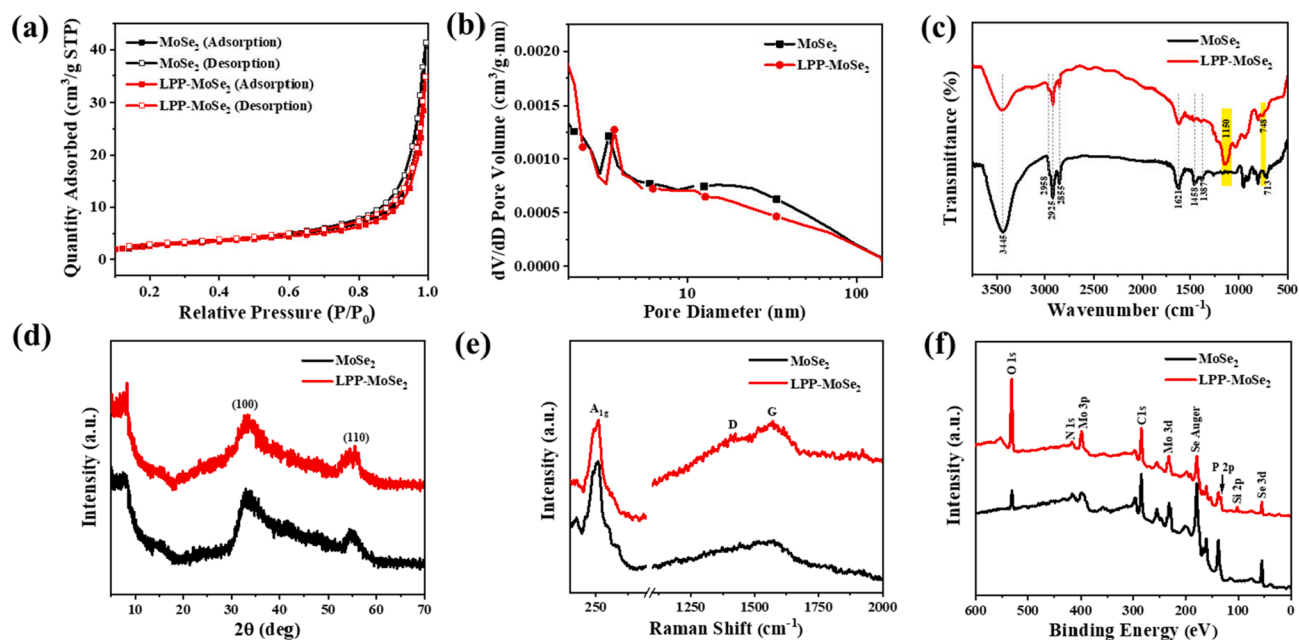 (a)
Quantity Adsorbed (cm³/g STP)
40
30
20
10
5
0
MoSe₂ (Adsorption)
MoSe₂ (Desorption)
LPP-MoSe₂ (Adsorption)
LPP-MoSe₂ (Desorption)
0.2 0.4 0.6 0.8 1.0
Relative Pressure (P/P₀)
(b)
dV/dD Pore Volume (cm³/g·nm)
0.0020
0.0015
0.0010
0.0005
0.0000
MoSe₂
LPP-MoSe₂
10 100
Pore Diameter (nm)
(c)
Transmittance (%)
MoSe₂
LPP-MoSe₂
3445
2958
2925
2855
1621
1458
1387
1150
748
713
3500 3000 2500 2000 1500 1000 500
Wavenumber (cm⁻¹)
(d)
Intensity (a.u.)
MoSe₂
LPP-MoSe₂
(100)
(110)
10 20 30 40 50 60 70
2θ (deg)
(e)
Intensity (a.u.)
MoSe₂
LPP-MoSe₂
A₁g
D
G
250 1250 1500 1750 2000
Raman Shift (cm⁻¹)
(f)
Intensity (a.u.)
MoSe₂
LPP-MoSe₂
O 1s
N 1s
Mo 3p
C1s
Mo 3d
Se Auger
P 2p
Si 2p
Se 3d
600 500 400 300 200 100 0
Binding Energy (eV)